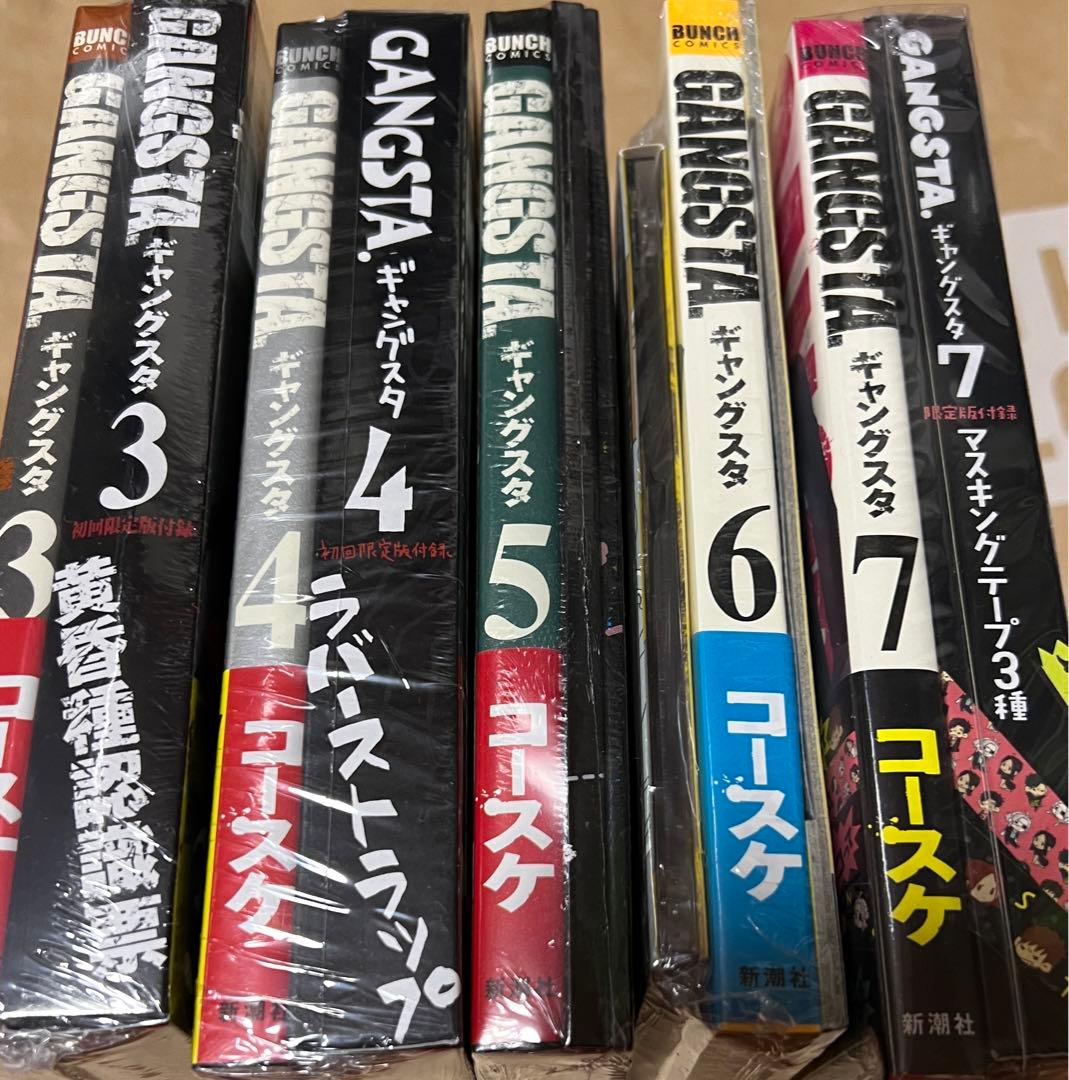 BUNCH
COMICS
GANGSTA.
ギャングスタ
3
コースケ
GANGSTA.
ギャングスタ
3
初回限定版付録
黄昏種認識票
BUNCH
COMICS
GANGSTA.
ギャングスタ
4
コースケ
新潮社
GANGSTA.
ギャングスタ
4
初回限定版付録
ラバーストラップ
BUNCH
COMICS
GANGSTA.
ギャングスタ
5
コースケ
新潮社
BUNCH
COMICS
GANGSTA.
ギャングスタ
6
コースケ
新潮社
BUNCH
COMICS
GANGSTA.
ギャングスタ
7
コースケ
新潮社
GANGSTA.
ギャングスタ
7
限定版付録
マスキングテープ3種